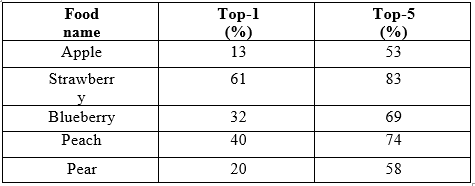 Food name Top-1 (%) Top-5 (%)
Apple 13 53
Strawberr y 61 83
Blueberry 32 69
Peach 40 74
Pear 20 58